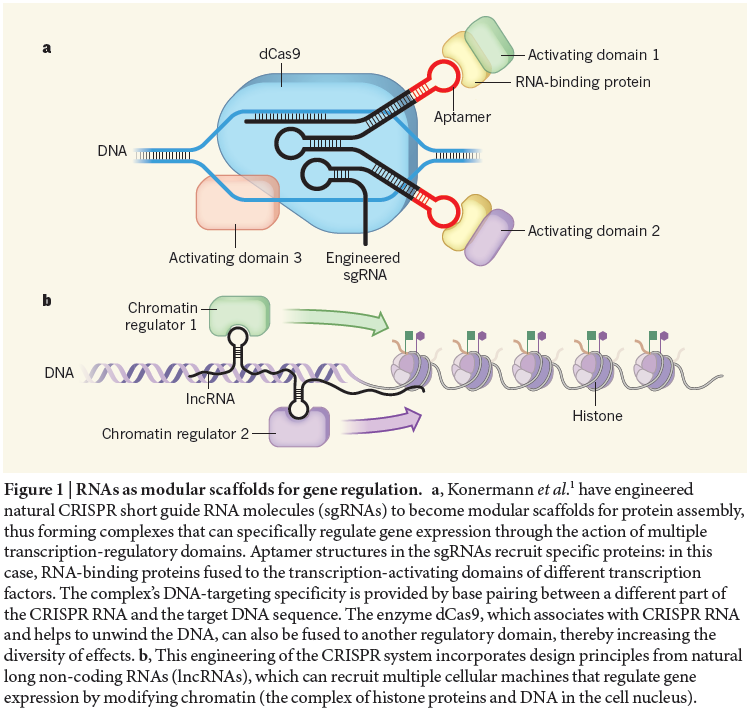 a
dCas9
Activating domain 1
RNA-binding protein
Aptamer
DNA
Activating domain 2
Activating domain 3
Engineered
sgRNA
b
Chromatin
regulator 1
DNA
lncRNA
Histone
Chromatin regulator 2
Figure 1 | RNAs as modular scaffolds for gene regulation. a, Konermann et al.¹ have engineered
natural CRISPR short guide RNA molecules (sgRNAs) to become modular scaffolds for protein assembly,
thus forming complexes that can specifically regulate gene expression through the action of multiple
transcription-regulatory domains. Aptamer structures in the sgRNAs recruit specific proteins: in this
case, RNA-binding proteins fused to the transcription-activating domains of different transcription
factors. The complex’s DNA-targeting specificity is provided by base pairing between a different part of
the CRISPR RNA and the target DNA sequence. The enzyme dCas9, which associates with CRISPR RNA
and helps to unwind the DNA, can also be fused to another regulatory domain, thereby increasing the
diversity of effects. b, This engineering of the CRISPR system incorporates design principles from natural
long non-coding RNAs (lncRNAs), which can recruit multiple cellular machines that regulate gene
expression by modifying chromatin (the complex of histone proteins and DNA in the cell nucleus).